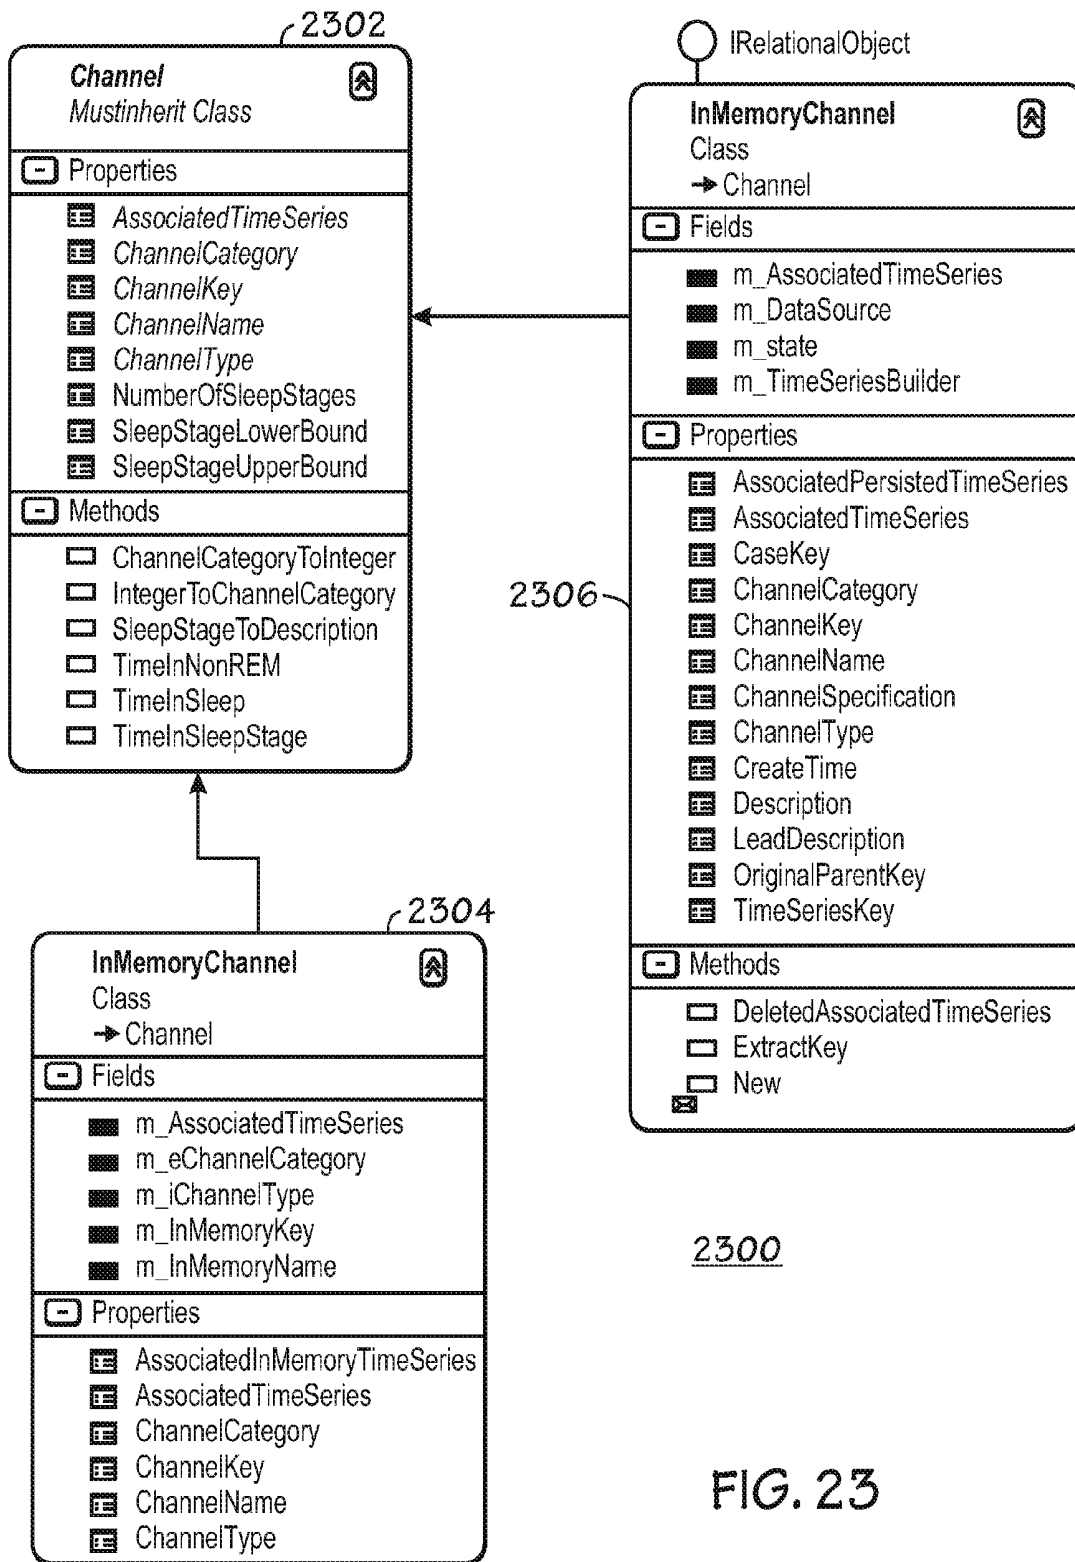 2302
Channel
Mustinherit Class
Properties
AssociatedTimeSeries
ChannelCategory
ChannelKey
ChannelName
ChannelType
NumberOfSleepStages
SleepStageLowerBound
SleepStageUpperBound
Methods
ChannelCategoryToInteger
IntegerToChannelCategory
SleepStageToDescription
TimeInNonREM
TimeInSleep
TimeInSleepStage
2304
InMemoryChannel
Class
Channel
Fields
m_AssociatedTimeSeries
m_eChannelCategory
m_iChannelType
m_InMemoryKey
m_InMemoryName
Properties
AssociatedInMemoryTimeSeries
AssociatedTimeSeries
ChannelCategory
ChannelKey
ChannelName
ChannelType
IRelationalObject
InMemoryChannel
Class
Channel
Fields
m_AssociatedTimeSeries
m_DataSource
m_state
m_TimeSeriesBuilder
Properties
AssociatedPersistedTimeSeries
AssociatedTimeSeries
CaseKey
ChannelCategory
ChannelKey
ChannelName
ChannelSpecification
ChannelType
CreateTime
Description
LeadDescription
OriginalParentKey
TimeSeriesKey
2306
Methods
DeletedAssociatedTimeSeries
ExtractKey
New
2300
FIG. 23